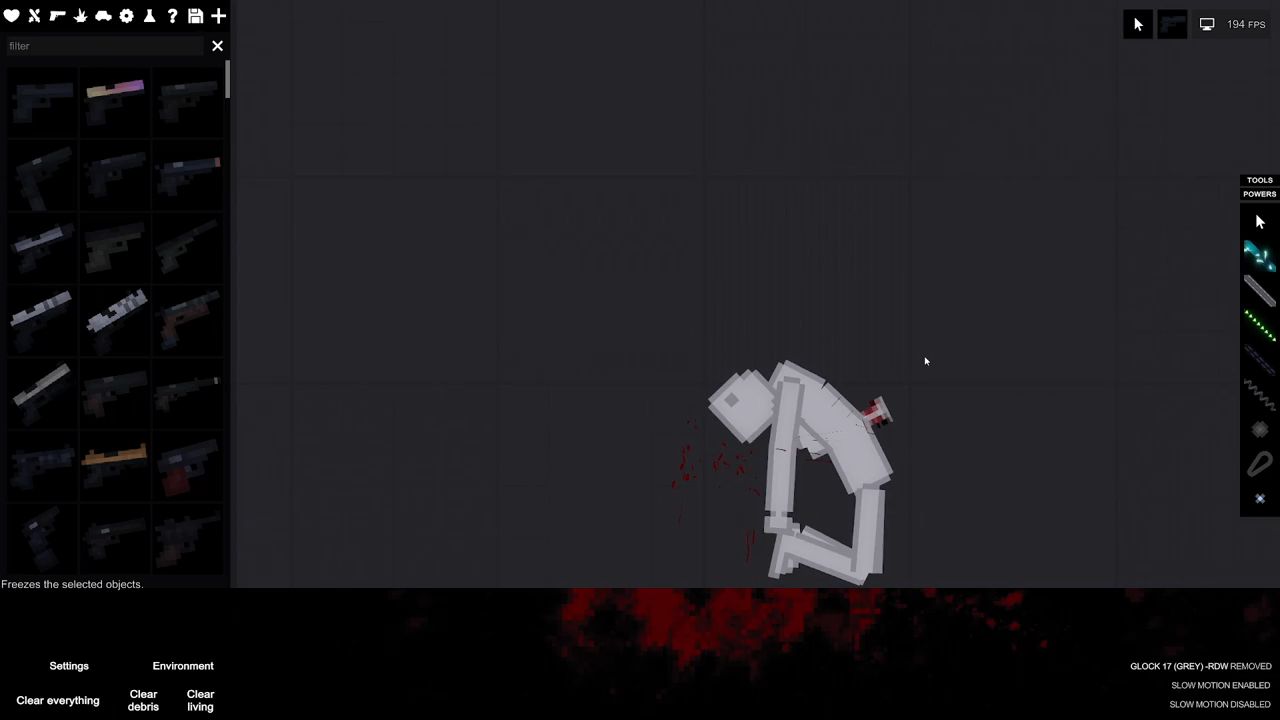 194 FPS
filter
TOOLS
POWERS
Freezes the selected objects.
Settings
Environment
Clear everything
Clear
debris
Clear
living
GLOCK 17 (GREY) -RDW REMOVED
SLOW MOTION ENABLED
SLOW MOTION DISABLED